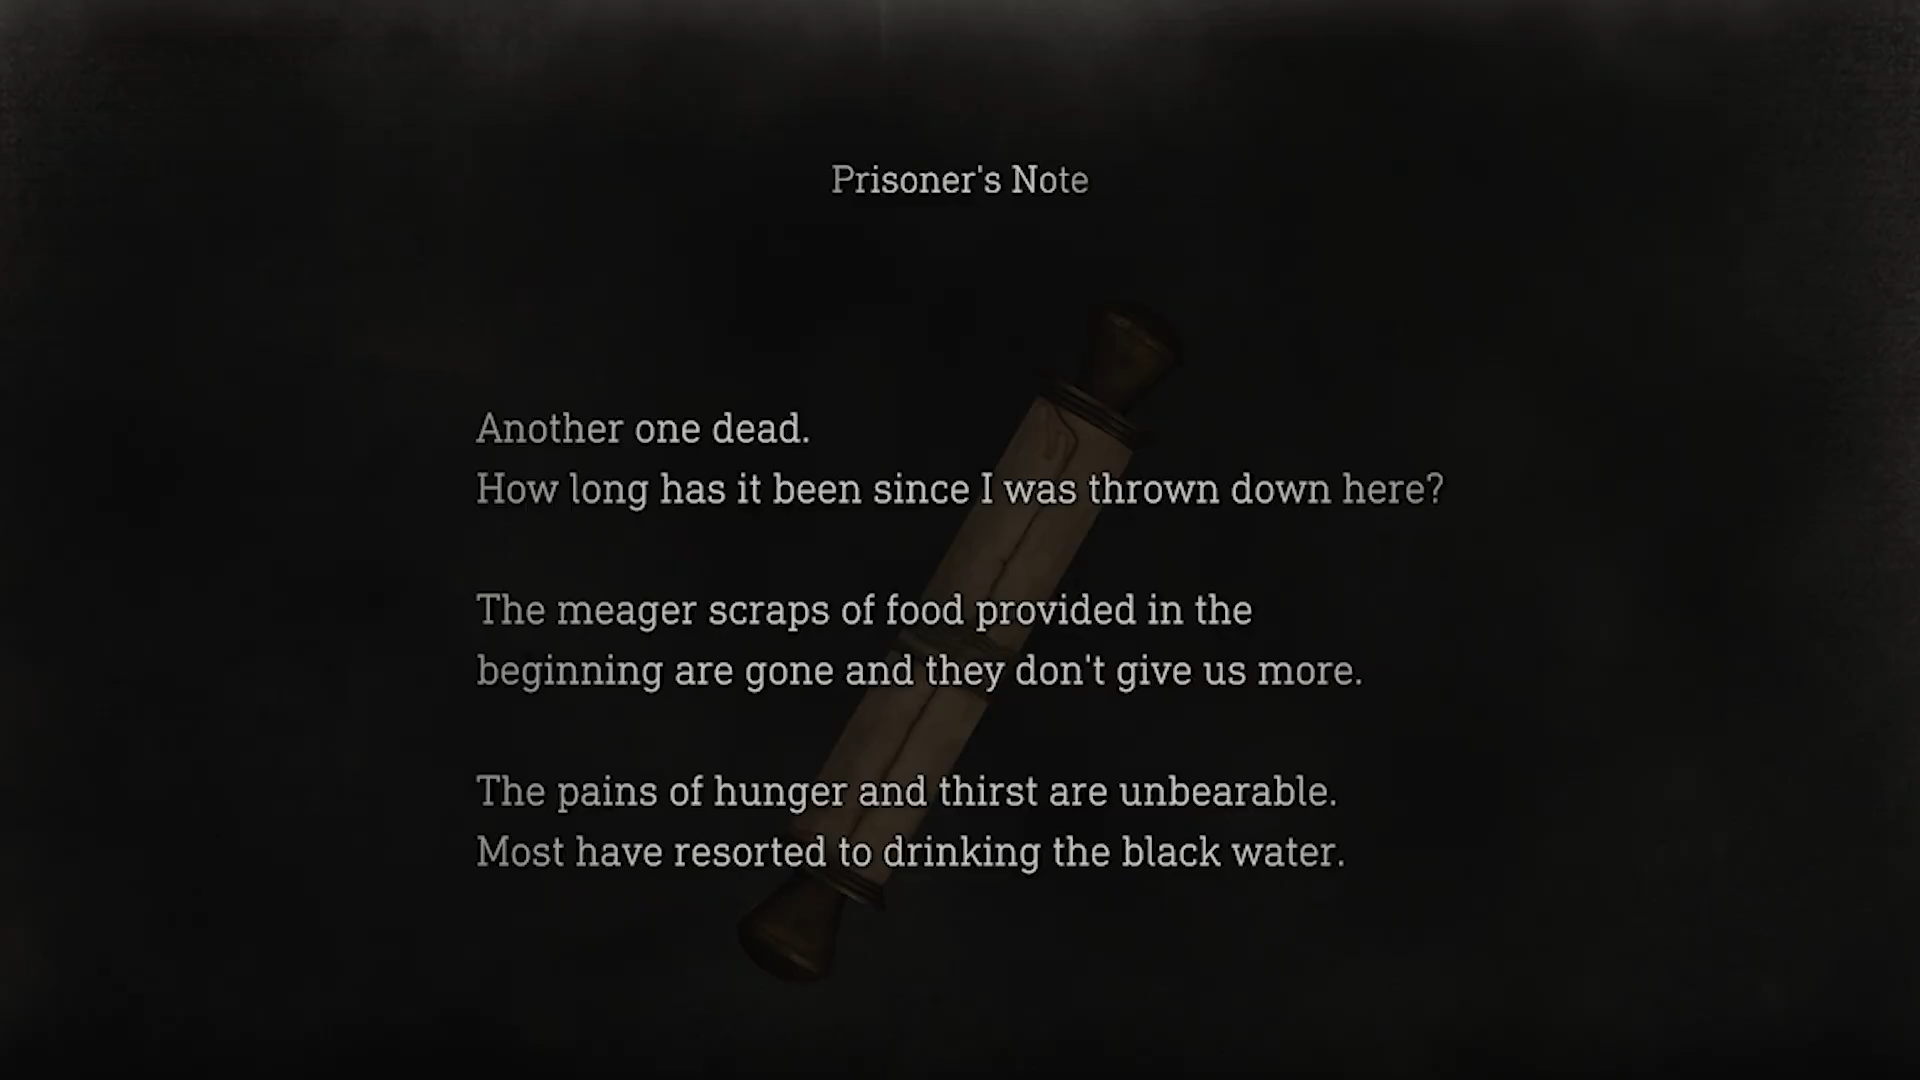 Prisoner's Note
Another one dead.
How long has it been since I was thrown down here?
The meager scraps of food provided in the
beginning are gone and they don't give us more.
The pains of hunger and thirst are unbearable.
Most have resorted to drinking the black water.